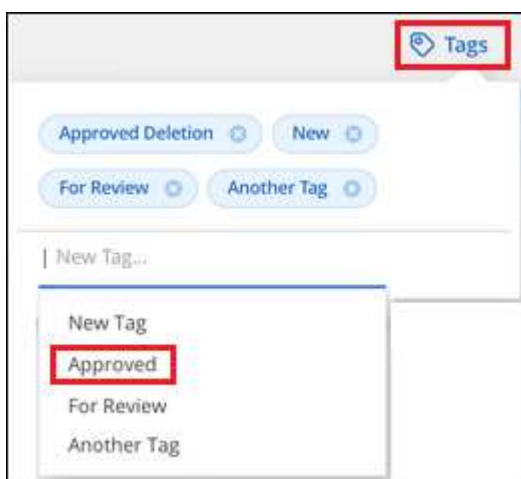 Tags
Approved Deletion New
For Review Another Tag
New Tag...
New Tag
Approved
For Review
Another Tag